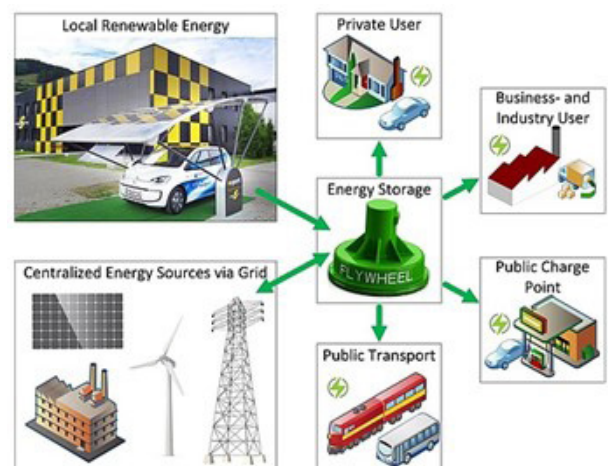 Local Renewable Energy
Private User
Business- and
Industry User
Energy Storage
FLYWHEEL
Centralized Energy Sources via Grid
Public Charge
Point
Public Transport